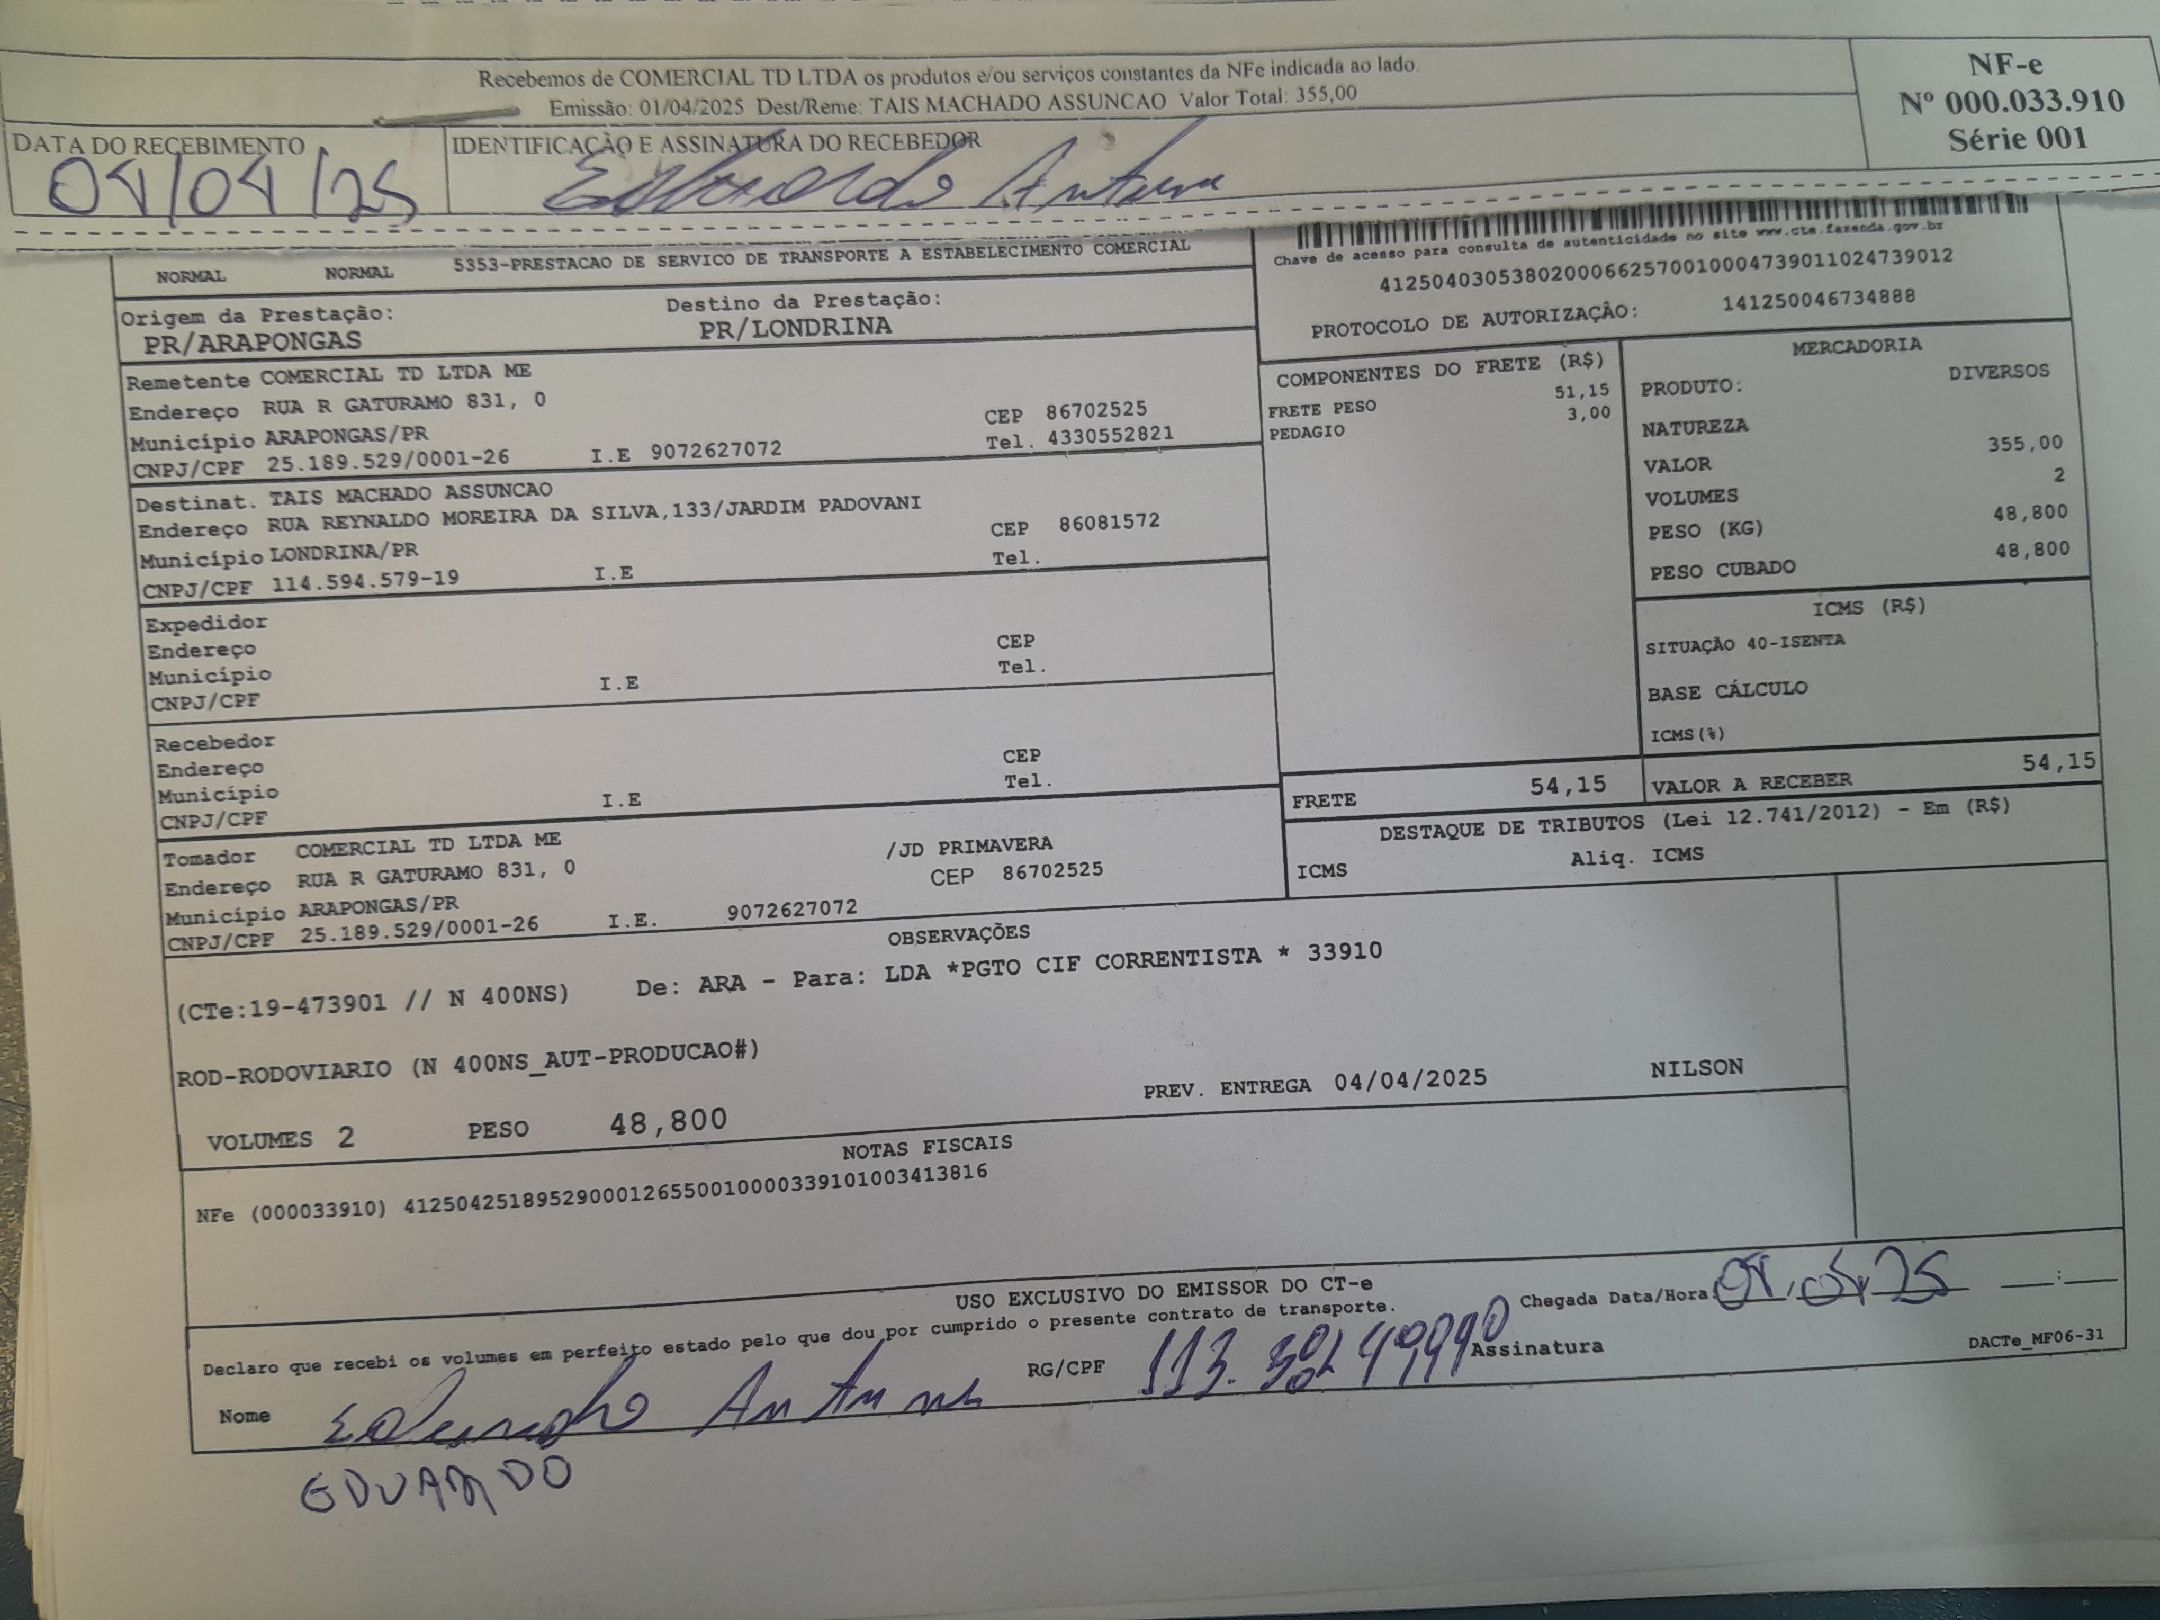 Recebemos de COMERCIAL TD LTDA os produtos e/ou serviços constantes da NFe indicada ao lado.
Emissão: 01/04/2025 Dest/Reme: TAIS MACHADO ASSUNCAO Valor Total: 355,00
NF-e
Nº 000.033.910
Série 001
DATA DO RECEBIMENTO
04/04/25
IDENTIFICAÇÃO E ASSINATURA DO RECEBEDOR
Eduardo Antunes
NORMAL NORMAL 5353-PRESTACAO DE SERVICO DE TRANSPORTE A ESTABELECIMENTO COMERCIAL
Chave de acesso para consulta de autenticidade no site www.cte.fazenda.gov.br
41250403053802000662570010004739011024739012
PROTOCOLO DE AUTORIZAÇÃO: 141250046734888
Origem da Prestação: Destino da Prestação:
PR/ARAPONGAS PR/LONDRINA
Remetente COMERCIAL TD LTDA ME
Endereço RUA R GATURAMO 831, 0 CEP 86702525
Município ARAPONGAS/PR Tel. 4330552821
CNPJ/CPF 25.189.529/0001-26 I.E 9072627072
Destinat. TAIS MACHADO ASSUNCAO
Endereço RUA REYNALDO MOREIRA DA SILVA,133/JARDIM PADOVANI CEP 86081572
Município LONDRINA/PR Tel.
CNPJ/CPF 114.594.579-19 I.E
Expedidor
Endereço CEP
Município Tel.
CNPJ/CPF I.E
Recebedor
Endereço CEP
Município Tel.
CNPJ/CPF I.E
Tomador COMERCIAL TD LTDA ME /JD PRIMAVERA
Endereço RUA R GATURAMO 831, 0 CEP 86702525
Município ARAPONGAS/PR
CNPJ/CPF 25.189.529/0001-26 I.E. 9072627072
COMPONENTES DO FRETE (R$)
FRETE PESO 51,15
PEDAGIO 3,00
MERCADORIA
PRODUTO: DIVERSOS
NATUREZA
VALOR 355,00
VOLUMES 2
PESO (KG) 48,800
PESO CUBADO 48,800
ICMS (R$)
SITUAÇÃO 40-ISENTA
BASE CÁLCULO
ICMS(%)
FRETE 54,15 VALOR A RECEBER 54,15
DESTAQUE DE TRIBUTOS (Lei 12.741/2012) - Em (R$)
ICMS Aliq. ICMS
OBSERVAÇÕES
(CTe:19-473901 // N 400NS) De: ARA - Para: LDA *PGTO CIF CORRENTISTA * 33910
ROD-RODOVIARIO (N 400NS_AUT-PRODUCAO#)
PREV. ENTREGA 04/04/2025 NILSON
VOLUMES 2 PESO 48,800
NOTAS FISCAIS
NFe (000033910) 41250425189529000126550010000339101003413816
USO EXCLUSIVO DO EMISSOR DO CT-e
Declaro que recebi os volumes em perfeito estado pelo que dou por cumprido o presente contrato de transporte.
Chegada Data/Hora 04/04/25 __:__
Nome Eduardo Antunes RG/CPF Assinatura
DACTe_MF06-31
EDUARDO